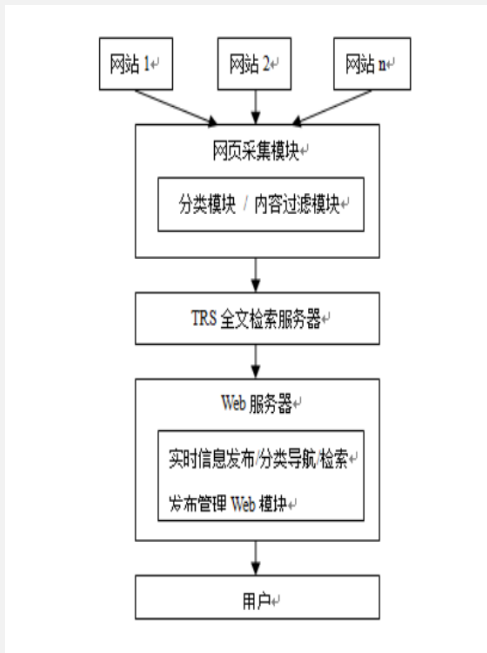 网站 1
网站 2
网站 n
网页采集模块
分类模块 / 内容过滤模块
TRS 全文检索服务器
Web 服务器
实时信息发布/分类导航/检索
发布管理 Web 模块
用户